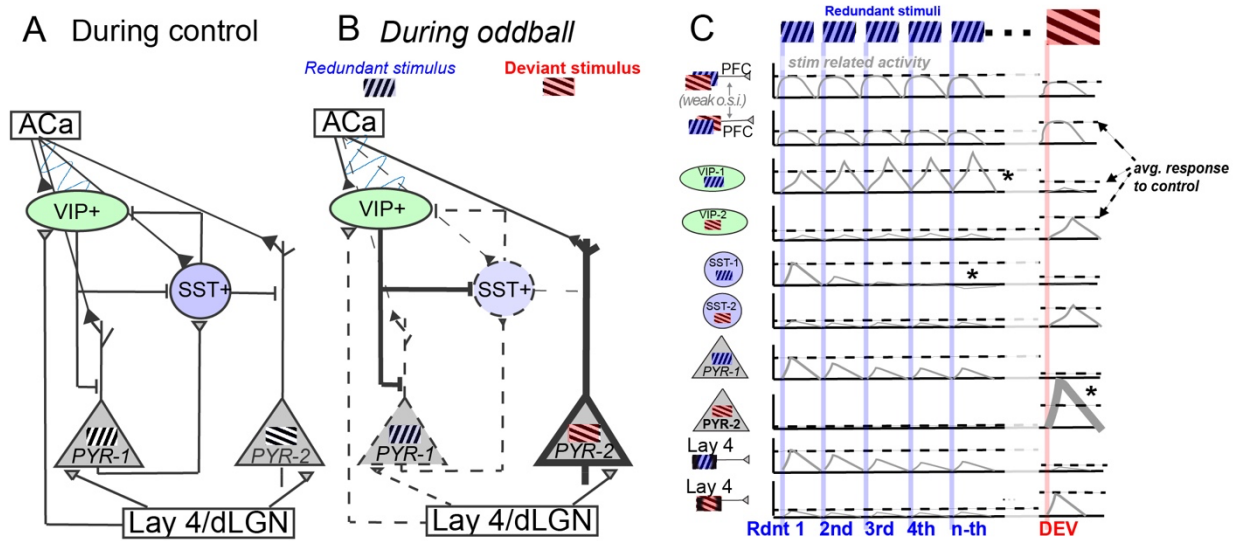 A During control
ACa
VIP+
SST+
PYR-1
PYR-2
Lay 4/dLGN
B During oddball
Redundant stimulus
Deviant stimulus
ACa
VIP+
SST+
PYR-1
PYR-2
Lay 4/dLGN
C
Redundant stimuli
stim related activity
PFC
(weak o.s.i.)
PFC
VIP-1
*
VIP-2
avg. response
to control
SST-1
*
SST-2
PYR-1
PYR-2
*
Lay 4
Lay 4
Rdnt 1 2nd 3rd 4th n-th DEV